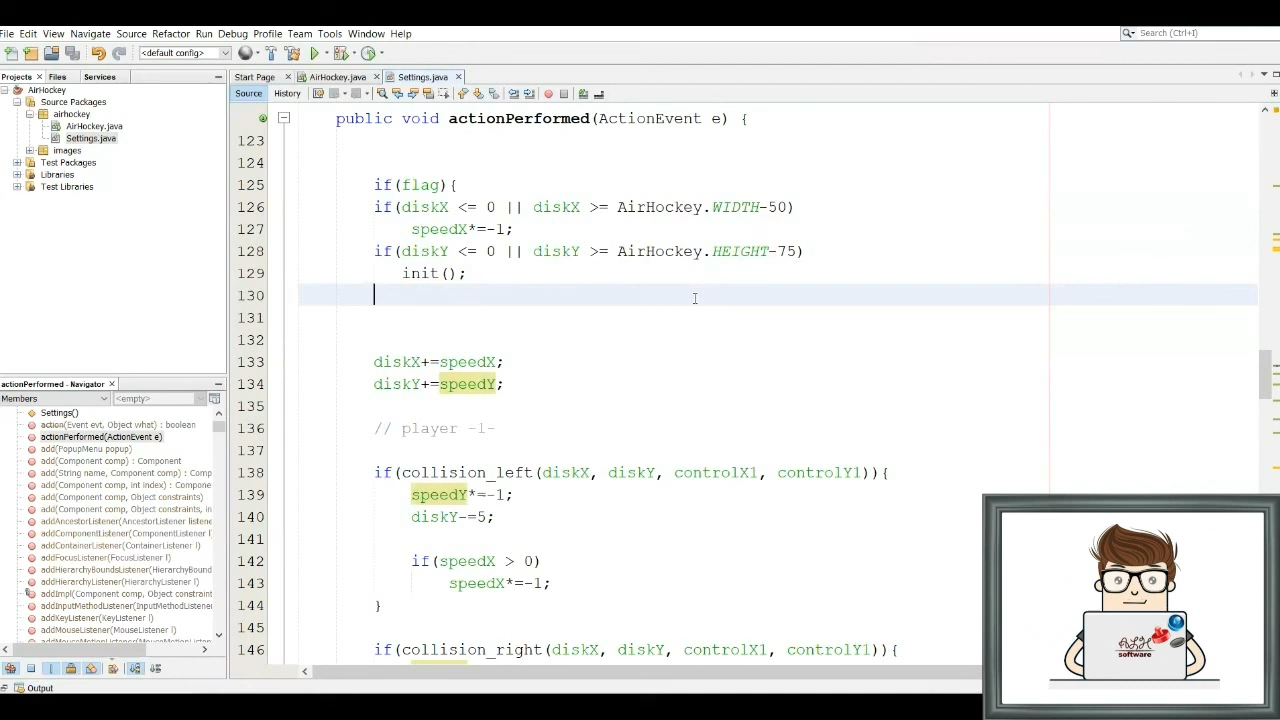 File Edit View Navigate Source Refactor Run Debug Profile Team Tools Window Help
Search (Ctrl+I)
<default config>
Projects Files Services
Start Page AirHockey.java Settings.java
AirHockey
Source Packages
airhockey
AirHockey.java
Settings.java
images
Test Packages
Libraries
Test Libraries
Source History
public void actionPerformed(ActionEvent e) {
123
124
125 if(flag){
126 if(diskX <= 0 || diskX >= AirHockey.WIDTH-50)
127 speedX*=-1;
128 if(diskY <= 0 || diskY >= AirHockey.HEIGHT-75)
129 init();
130
131
132
133 diskX+=speedX;
134 diskY+=speedY;
135
136 // player -1-
137
138 if(collision_left(diskX, diskY, controlX1, controlY1)){
139 speedY*=-1;
140 diskY-=5;
141
142 if(speedX > 0)
143 speedX*=-1;
144 }
145
146 if(collision_right(diskX, diskY, controlX1, controlY1)){
actionPerformed - Navigator
Members <empty>
Settings()
action(Event evt, Object what) : boolean
actionPerformed(ActionEvent e)
add(PopupMenu popup)
add(Component comp) : Component
add(String name, Component comp) : Comp
add(Component comp, int index) : Compo
add(Component comp, Object constraints)
add(Component comp, Object constraints, in
addAncestorListener(AncestorListener listene
addComponentListener(ComponentListener l)
addContainerListener(ContainerListener l)
addFocusListener(FocusListener l)
addHierarchyBoundsListener(HierarchyBound
addHierarchyListener(HierarchyListener l)
addImpl(Component comp, Object constraint
addInputMethodListener(InputMethodListener
addKeyListener(KeyListener l)
addMouseListener(MouseListener l)
addMouseMotionListener(MouseMotionListene
Output
software